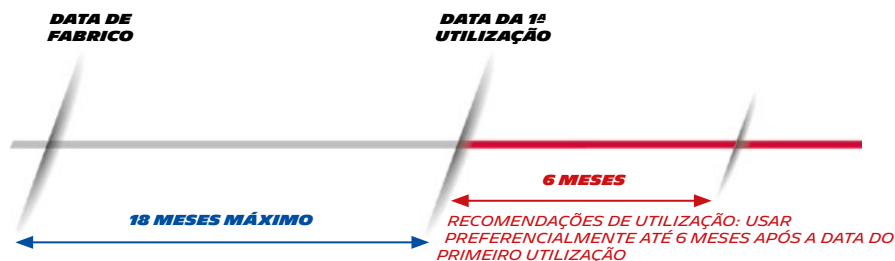 DATA DE
FABRICO
DATA DA 1ª
UTILIZAÇÃO
6 MESES
18 MESES MÁXIMO
RECOMENDAÇÕES DE UTILIZAÇÃO: USAR
PREFERENCIALMENTE ATÉ 6 MESES APÓS A DATA DO
PRIMEIRO UTILIZAÇÃO